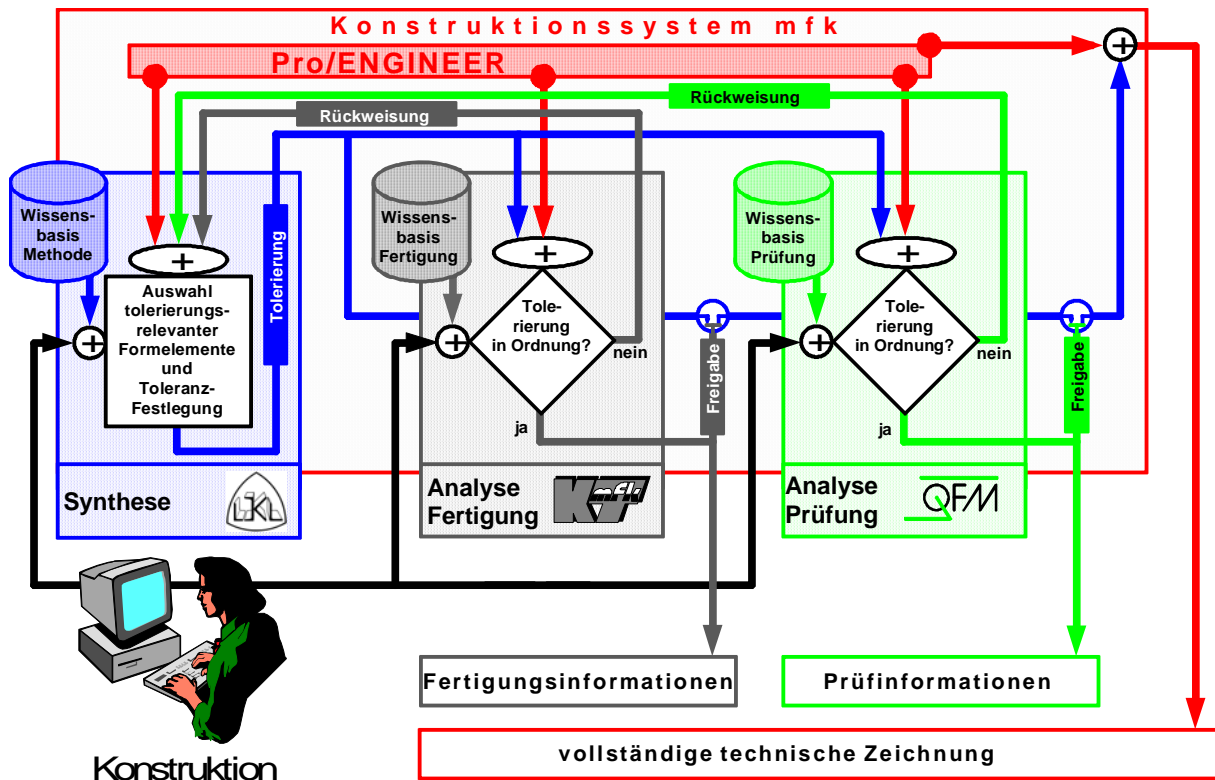 Konstruktionssystem mfk
Pro/ENGINEER
Rückweisung
Rückweisung
Wissens-
basis
Methode
+
Auswahl
tolerierungs-
relevanter
Formelemente
und
Toleranz-
Festlegung
+
Tolerierung
Synthese
LKL
Wissens-
basis
Fertigung
+
Tole-
rierung
in Ordnung?
+
nein
ja
Freigabe
Analyse
Fertigung
K mfk
Wissens-
basis
Prüfung
+
Tole-
rierung
in Ordnung?
+
nein
ja
Freigabe
Analyse
Prüfung
QFM
+
Konstruktion
Fertigungsinformationen
Prüfinformationen
vollständige technische Zeichnung